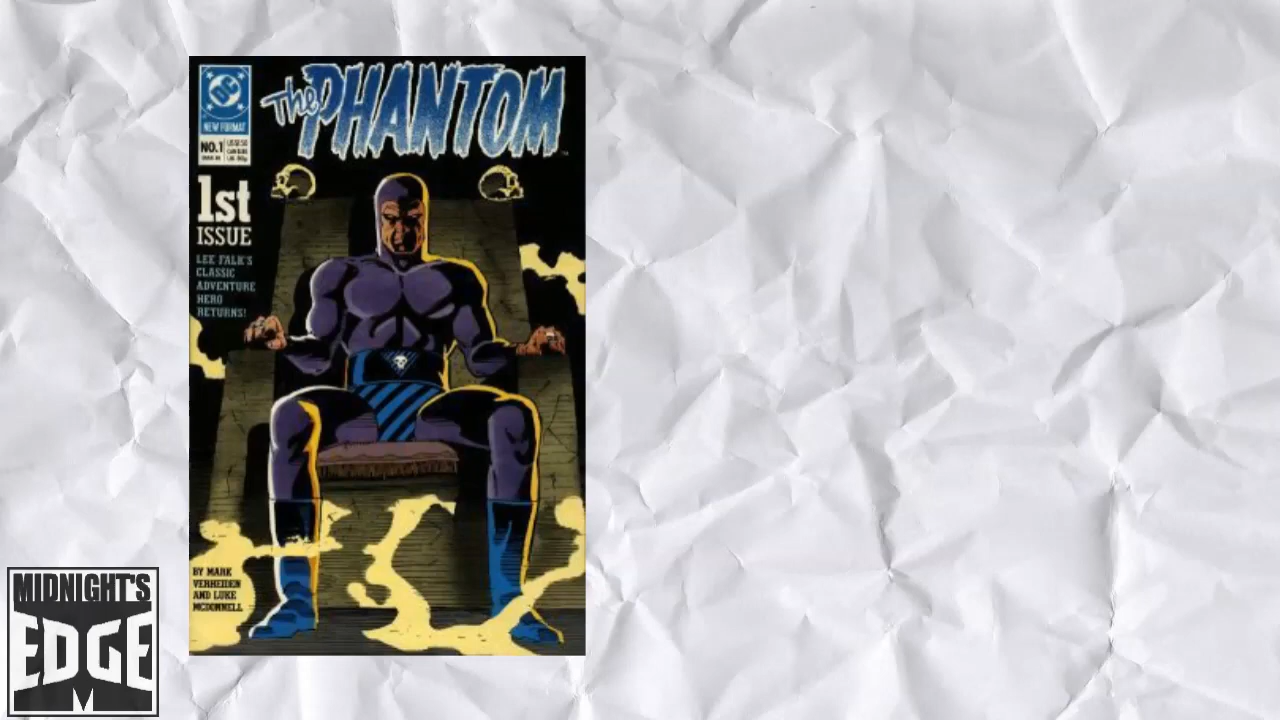 The PHANTOM
DC
NEW FORMAT
NO.1
1st
ISSUE
LEE FALK'S
CLASSIC
ADVENTURE
HERO
RETURNS!
BY MARK
VERHEIDEN
AND LUKE
MCDONNELL
MIDNIGHT'S
EDGE
M